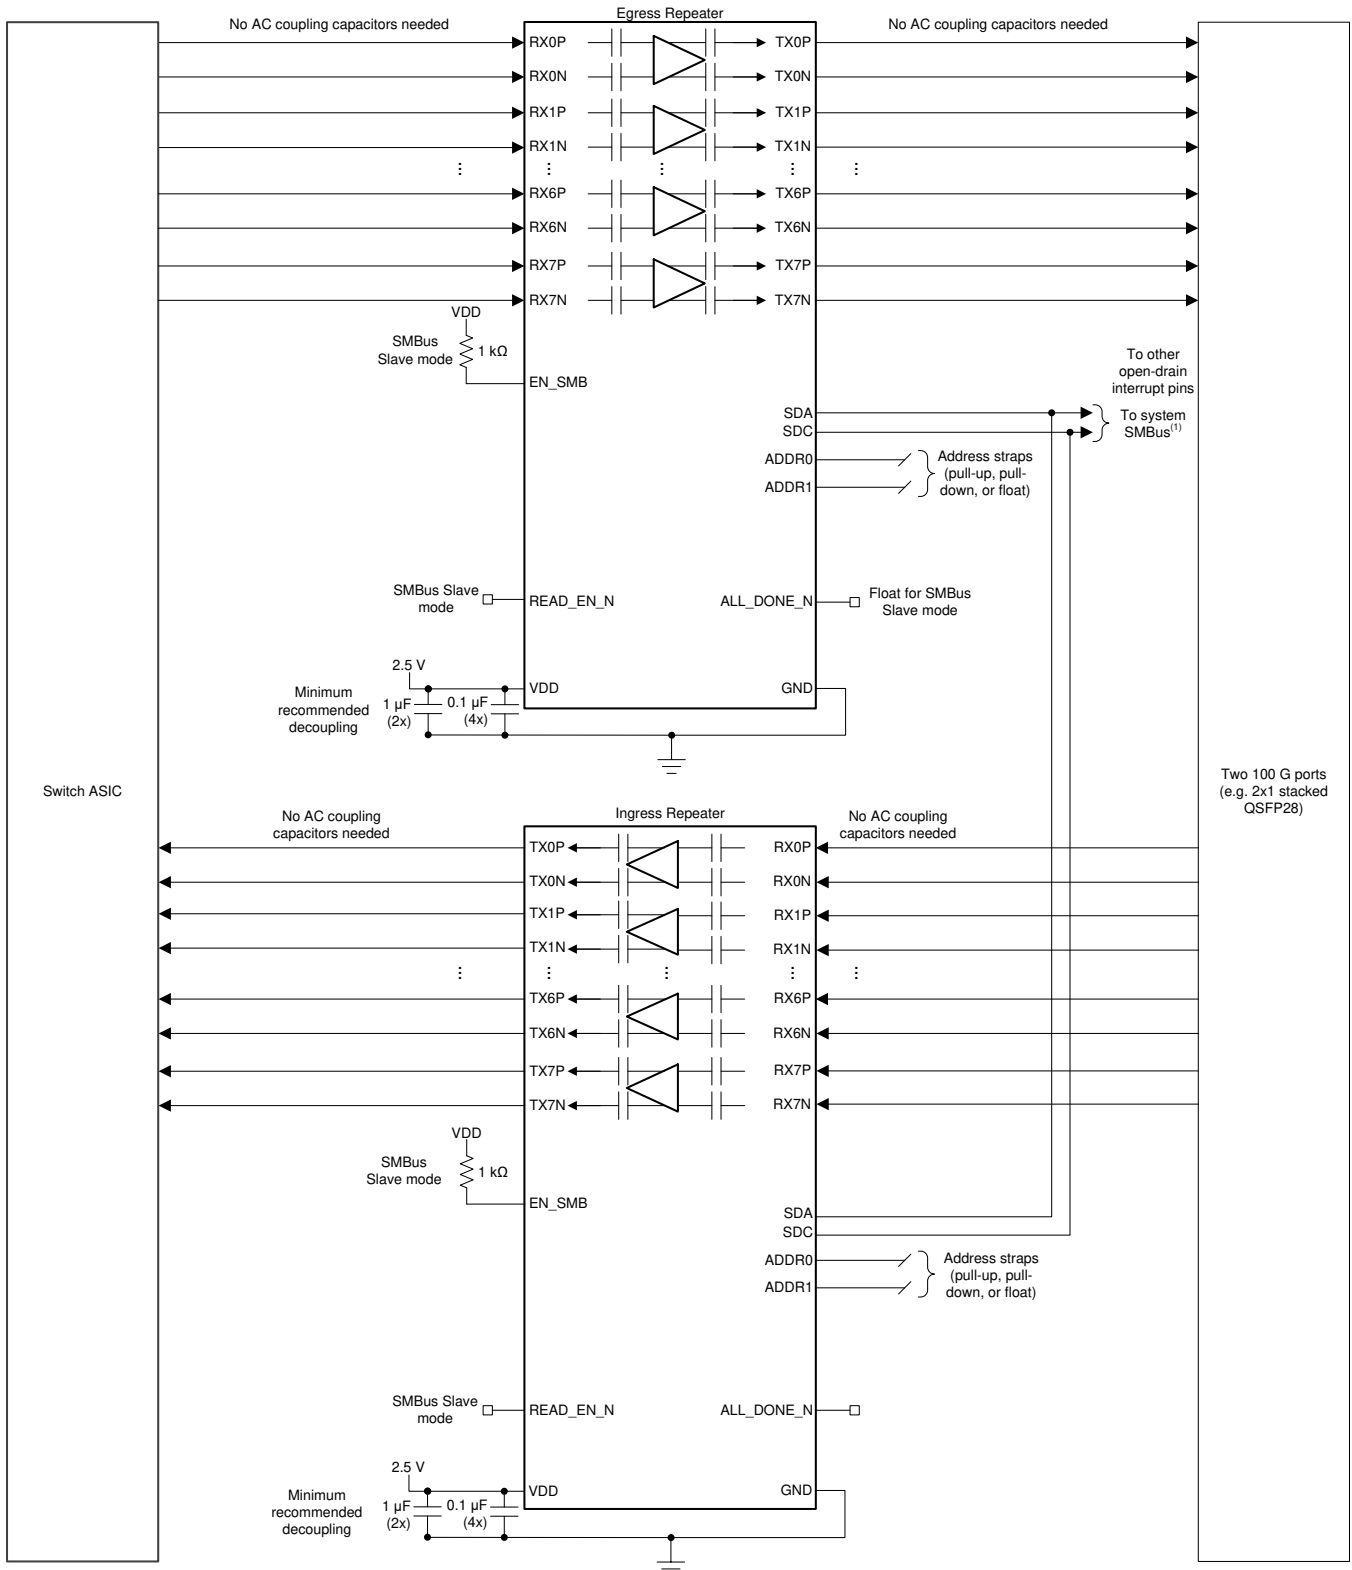 Egress Repeater
No AC coupling capacitors needed
No AC coupling capacitors needed
RX0P
TX0P
RX0N
TX0N
RX1P
TX1P
RX1N
TX1N
RX6P
TX6P
RX6N
TX6N
RX7P
TX7P
RX7N
TX7N
VDD
SMBus
Slave mode
1 kΩ
EN_SMB
To other
open-drain
interrupt pins
SDA
SDC
To system
SMBus(1)
ADDR0
ADDR1
Address straps
(pull-up, pull-
down, or float)
SMBus Slave
mode
READ_EN_N
ALL_DONE_N
Float for SMBus
Slave mode
2.5 V
VDD
GND
Minimum
recommended
decoupling
1 µF
(2x)
0.1 µF
(4x)
Switch ASIC
Two 100 G ports
(e.g. 2x1 stacked
QSFP28)
Ingress Repeater
No AC coupling
capacitors needed
No AC coupling
capacitors needed
TX0P
RX0P
TX0N
RX0N
TX1P
RX1P
TX1N
RX1N
TX6P
RX6P
TX6N
RX6N
TX7P
RX7P
TX7N
RX7N
VDD
SMBus
Slave mode
1 kΩ
EN_SMB
SDA
SDC
ADDR0
ADDR1
Address straps
(pull-up, pull-
down, or float)
SMBus Slave
mode
READ_EN_N
ALL_DONE_N
2.5 V
VDD
GND
Minimum
recommended
decoupling
1 µF
(2x)
0.1 µF
(4x)